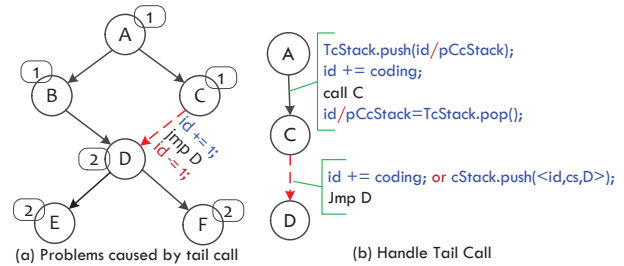 1
A
1
B
1
C
id += 1;
jmp D
id -= 1;
2
D
2
E
2
F
(a) Problems caused by tail call
A
TcStack.push(id/pCcStack);
id += coding;
call C
id/pCcStack=TcStack.pop();
C
id += coding; or cStack.push(<id,cs,D>);
Jmp D
D
(b) Handle Tail Call